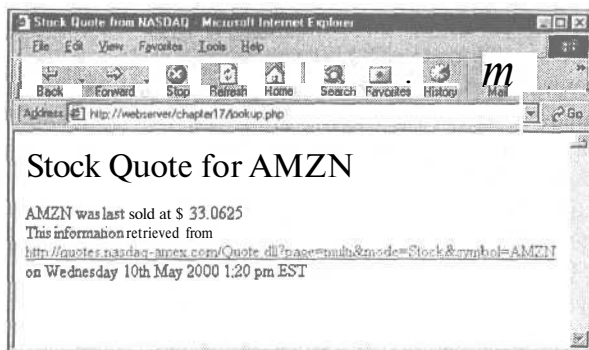 Stock Quote from NASDAQ - Microsoft Internet Explorer
File Edit View Favorites Tools Help
Back Forward Stop Refresh Home Search Favorites History Mail
m
Address http://webserver/chapter17/lookup.php Go
Stock Quote for AMZN
AMZN was last sold at $ 33.0625
This information retrieved from
http://quotes.nasdaq-amex.com/Quote.dll?page=multi&mode=Stock&symbol=AMZN
on Wednesday 10th May 2000 1:20 pm EST